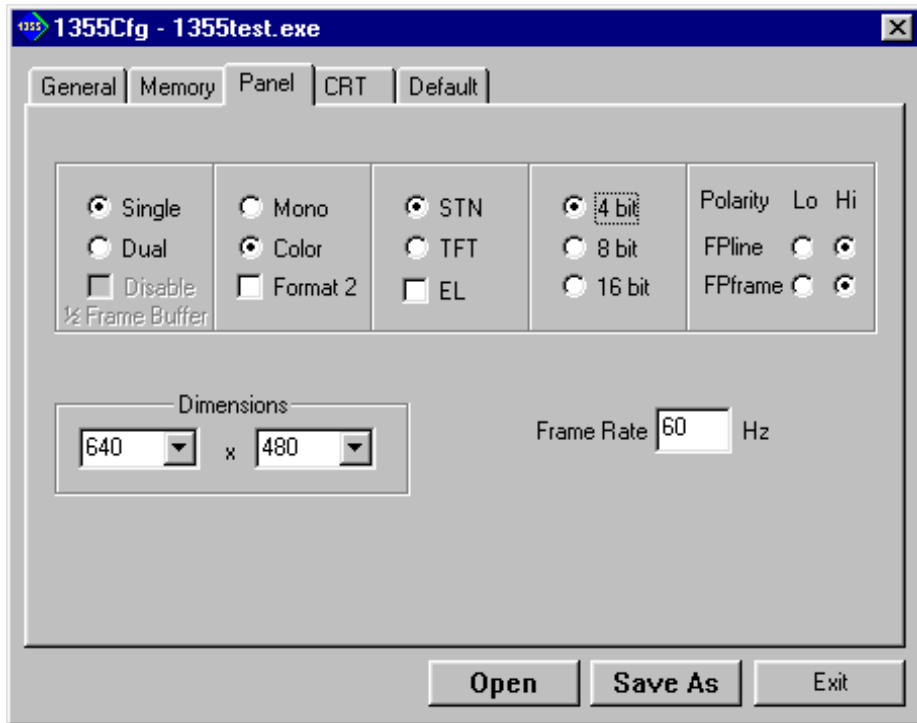 1355 1355Cfg - 1355test.exe
General Memory Panel CRT Default
Single Mono STN 4 bit Polarity Lo Hi
Dual Color TFT 8 bit FPline
Disable Format 2 EL 16 bit FPframe
½ Frame Buffer
Dimensions
640 x 480 Frame Rate 60 Hz
Open Save As Exit